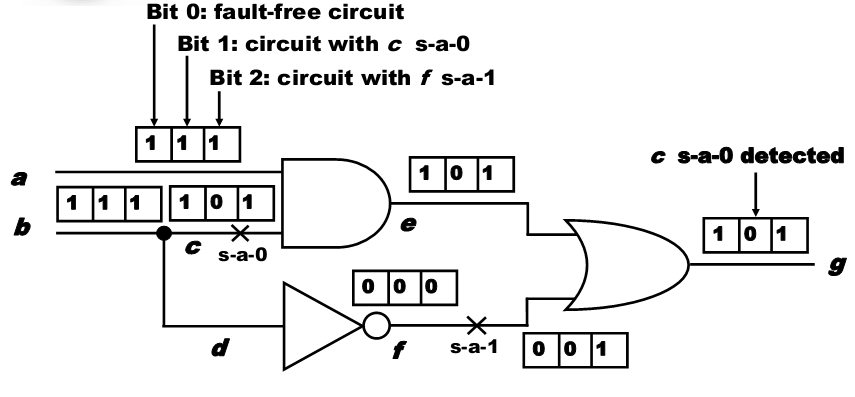 Bit 0: fault-free circuit
Bit 1: circuit with c s-a-0
Bit 2: circuit with f s-a-1
1 1 1
c s-a-0 detected
a
1 0 1
1 1 1
1 0 1
b
e
1 0 1
c
s-a-0
g
0 0 0
d
f
s-a-1
0 0 1